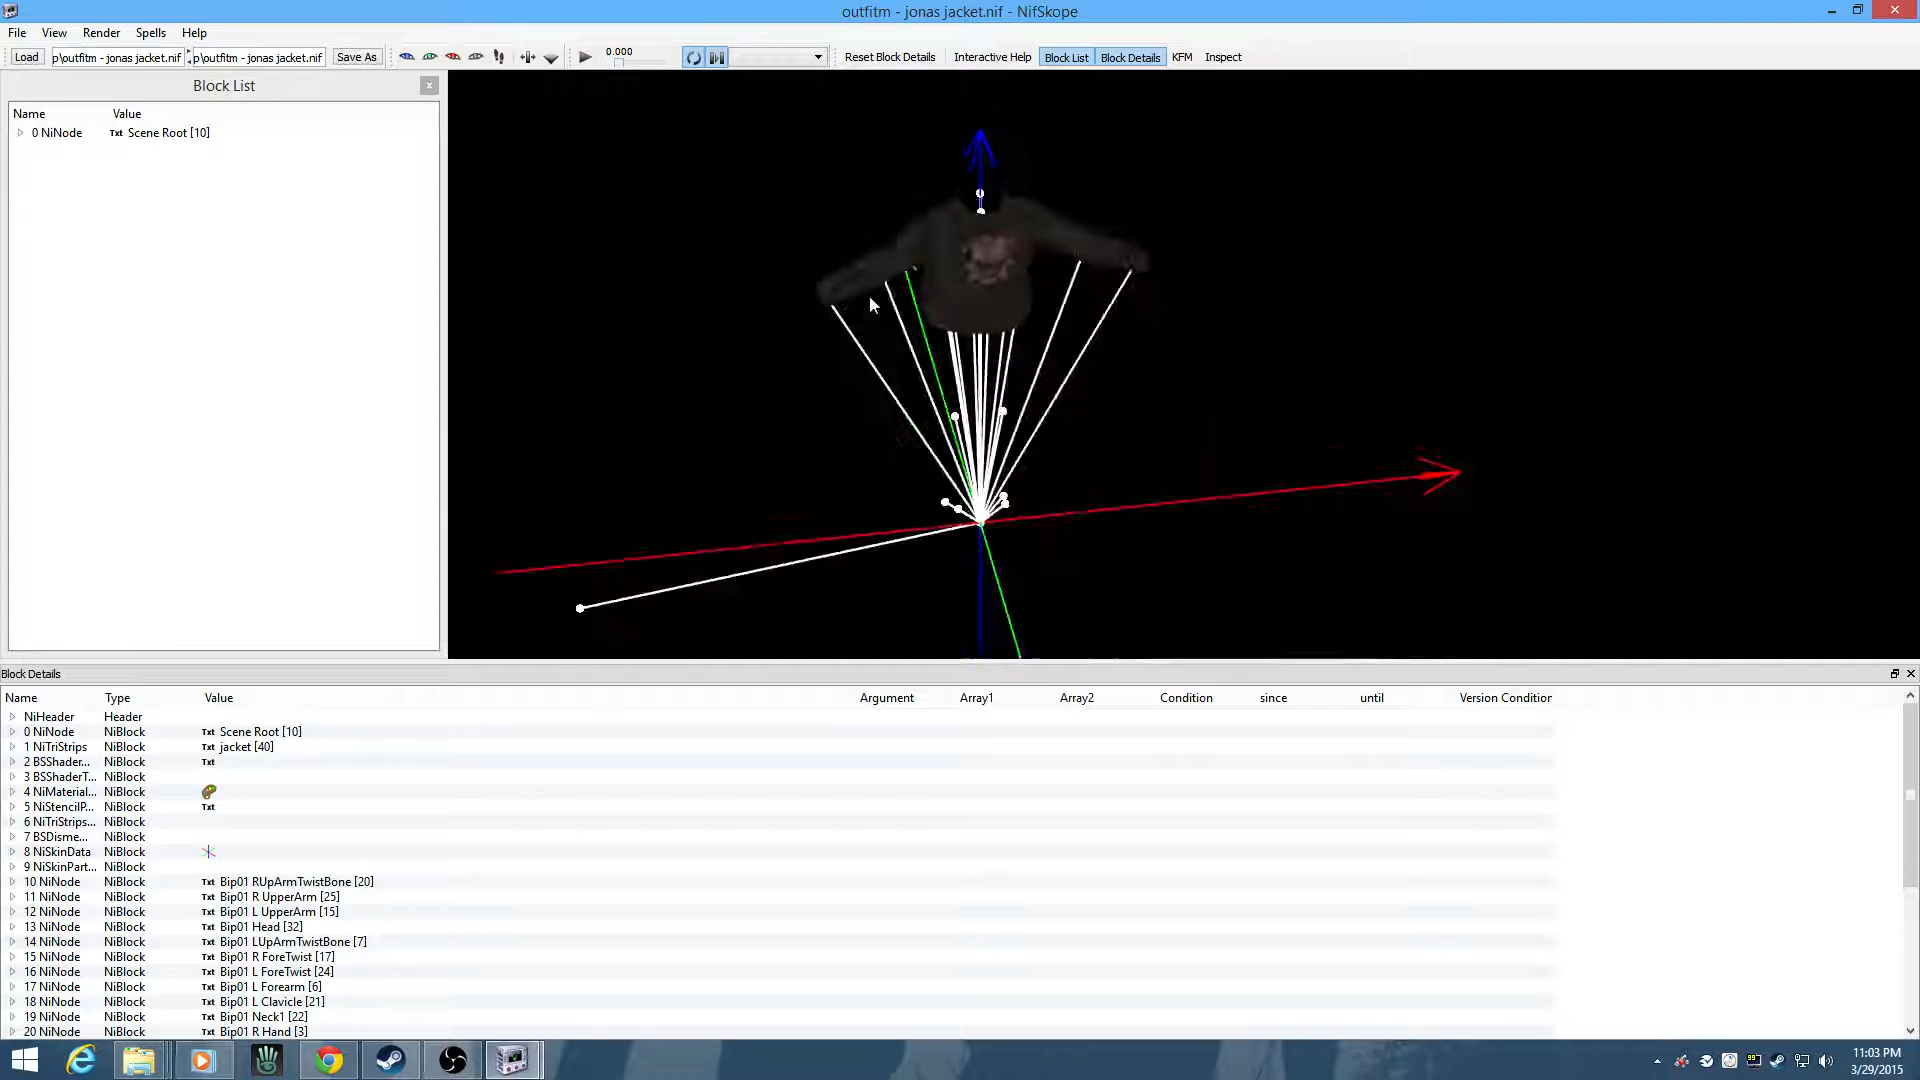 outfitm - jonas jacket.nif - NifSkope
File View Render Spells Help
Load p\outfitm - jonas jacket.nif p\outfitm - jonas jacket.nif Save As 0.000 Reset Block Details Interactive Help Block List Block Details KFM Inspect
Block List
Name Value
0 NiNode Txt Scene Root [10]
Block Details
Name Type Value Argument Array1 Array2 Condition since until Version Condition
NiHeader Header
0 NiNode NiBlock Txt Scene Root [10]
1 NiTriStrips NiBlock Txt jacket [40]
2 BSShader... NiBlock Txt
3 BSShaderT... NiBlock
4 NiMaterial... NiBlock
5 NiStencilP... NiBlock Txt
6 NiTriStrips... NiBlock
7 BSDisme... NiBlock
8 NiSkinData NiBlock
9 NiSkinPart... NiBlock
10 NiNode NiBlock Txt Bip01 RUpArmTwistBone [20]
11 NiNode NiBlock Txt Bip01 R UpperArm [25]
12 NiNode NiBlock Txt Bip01 L UpperArm [15]
13 NiNode NiBlock Txt Bip01 Head [32]
14 NiNode NiBlock Txt Bip01 LUpArmTwistBone [7]
15 NiNode NiBlock Txt Bip01 R ForeTwist [17]
16 NiNode NiBlock Txt Bip01 L ForeTwist [24]
17 NiNode NiBlock Txt Bip01 L Forearm [6]
18 NiNode NiBlock Txt Bip01 L Clavicle [21]
19 NiNode NiBlock Txt Bip01 Neck1 [22]
20 NiNode NiBlock Txt Bip01 R Hand [3]
11:03 PM
3/29/2015